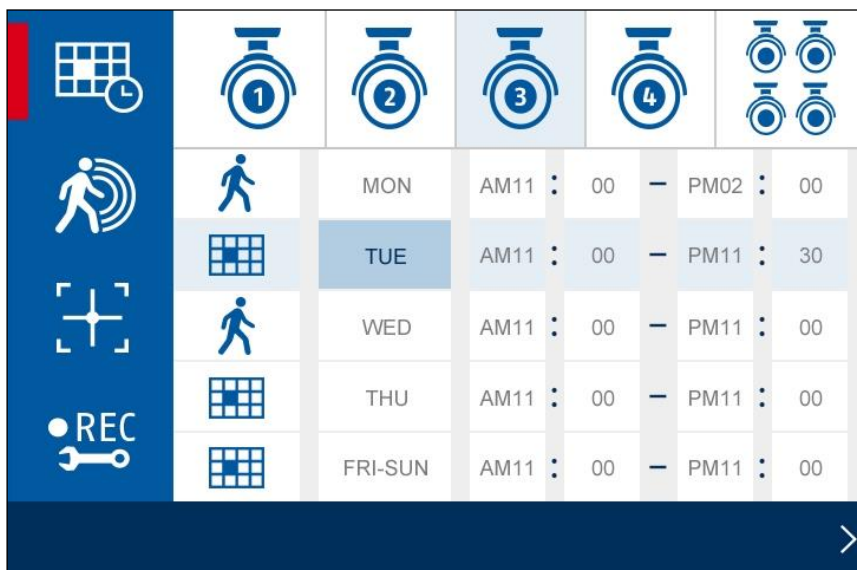 1 2 3 4
MON AM11 : 00 – PM02 : 00
TUE AM11 : 00 – PM11 : 30
WED AM11 : 00 – PM11 : 00
THU AM11 : 00 – PM11 : 00
REC
FRI-SUN AM11 : 00 – PM11 : 00